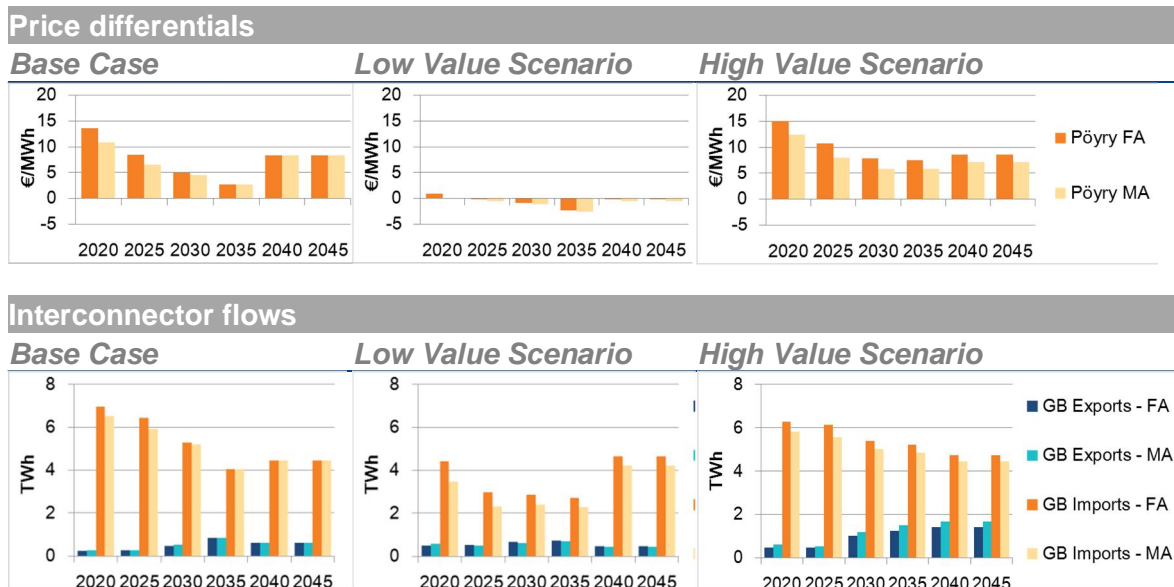 Price differentials
Base Case
Low Value Scenario
High Value Scenario
€/MWh
20
15
10
5
0
-5
2020 2025 2030 2035 2040 2045
€/MWh
20
15
10
5
0
-5
2020 2025 2030 2035 2040 2045
€/MWh
20
15
10
5
0
-5
2020 2025 2030 2035 2040 2045
Pöyry FA
Pöyry MA
Interconnector flows
Base Case
Low Value Scenario
High Value Scenario
TWh
8
6
4
2
0
2020 2025 2030 2035 2040 2045
TWh
8
6
4
2
0
2020 2025 2030 2035 2040 2045
TWh
8
6
4
2
0
2020 2025 2030 2035 2040 2045
GB Exports - FA
GB Exports - MA
GB Imports - FA
GB Imports - MA